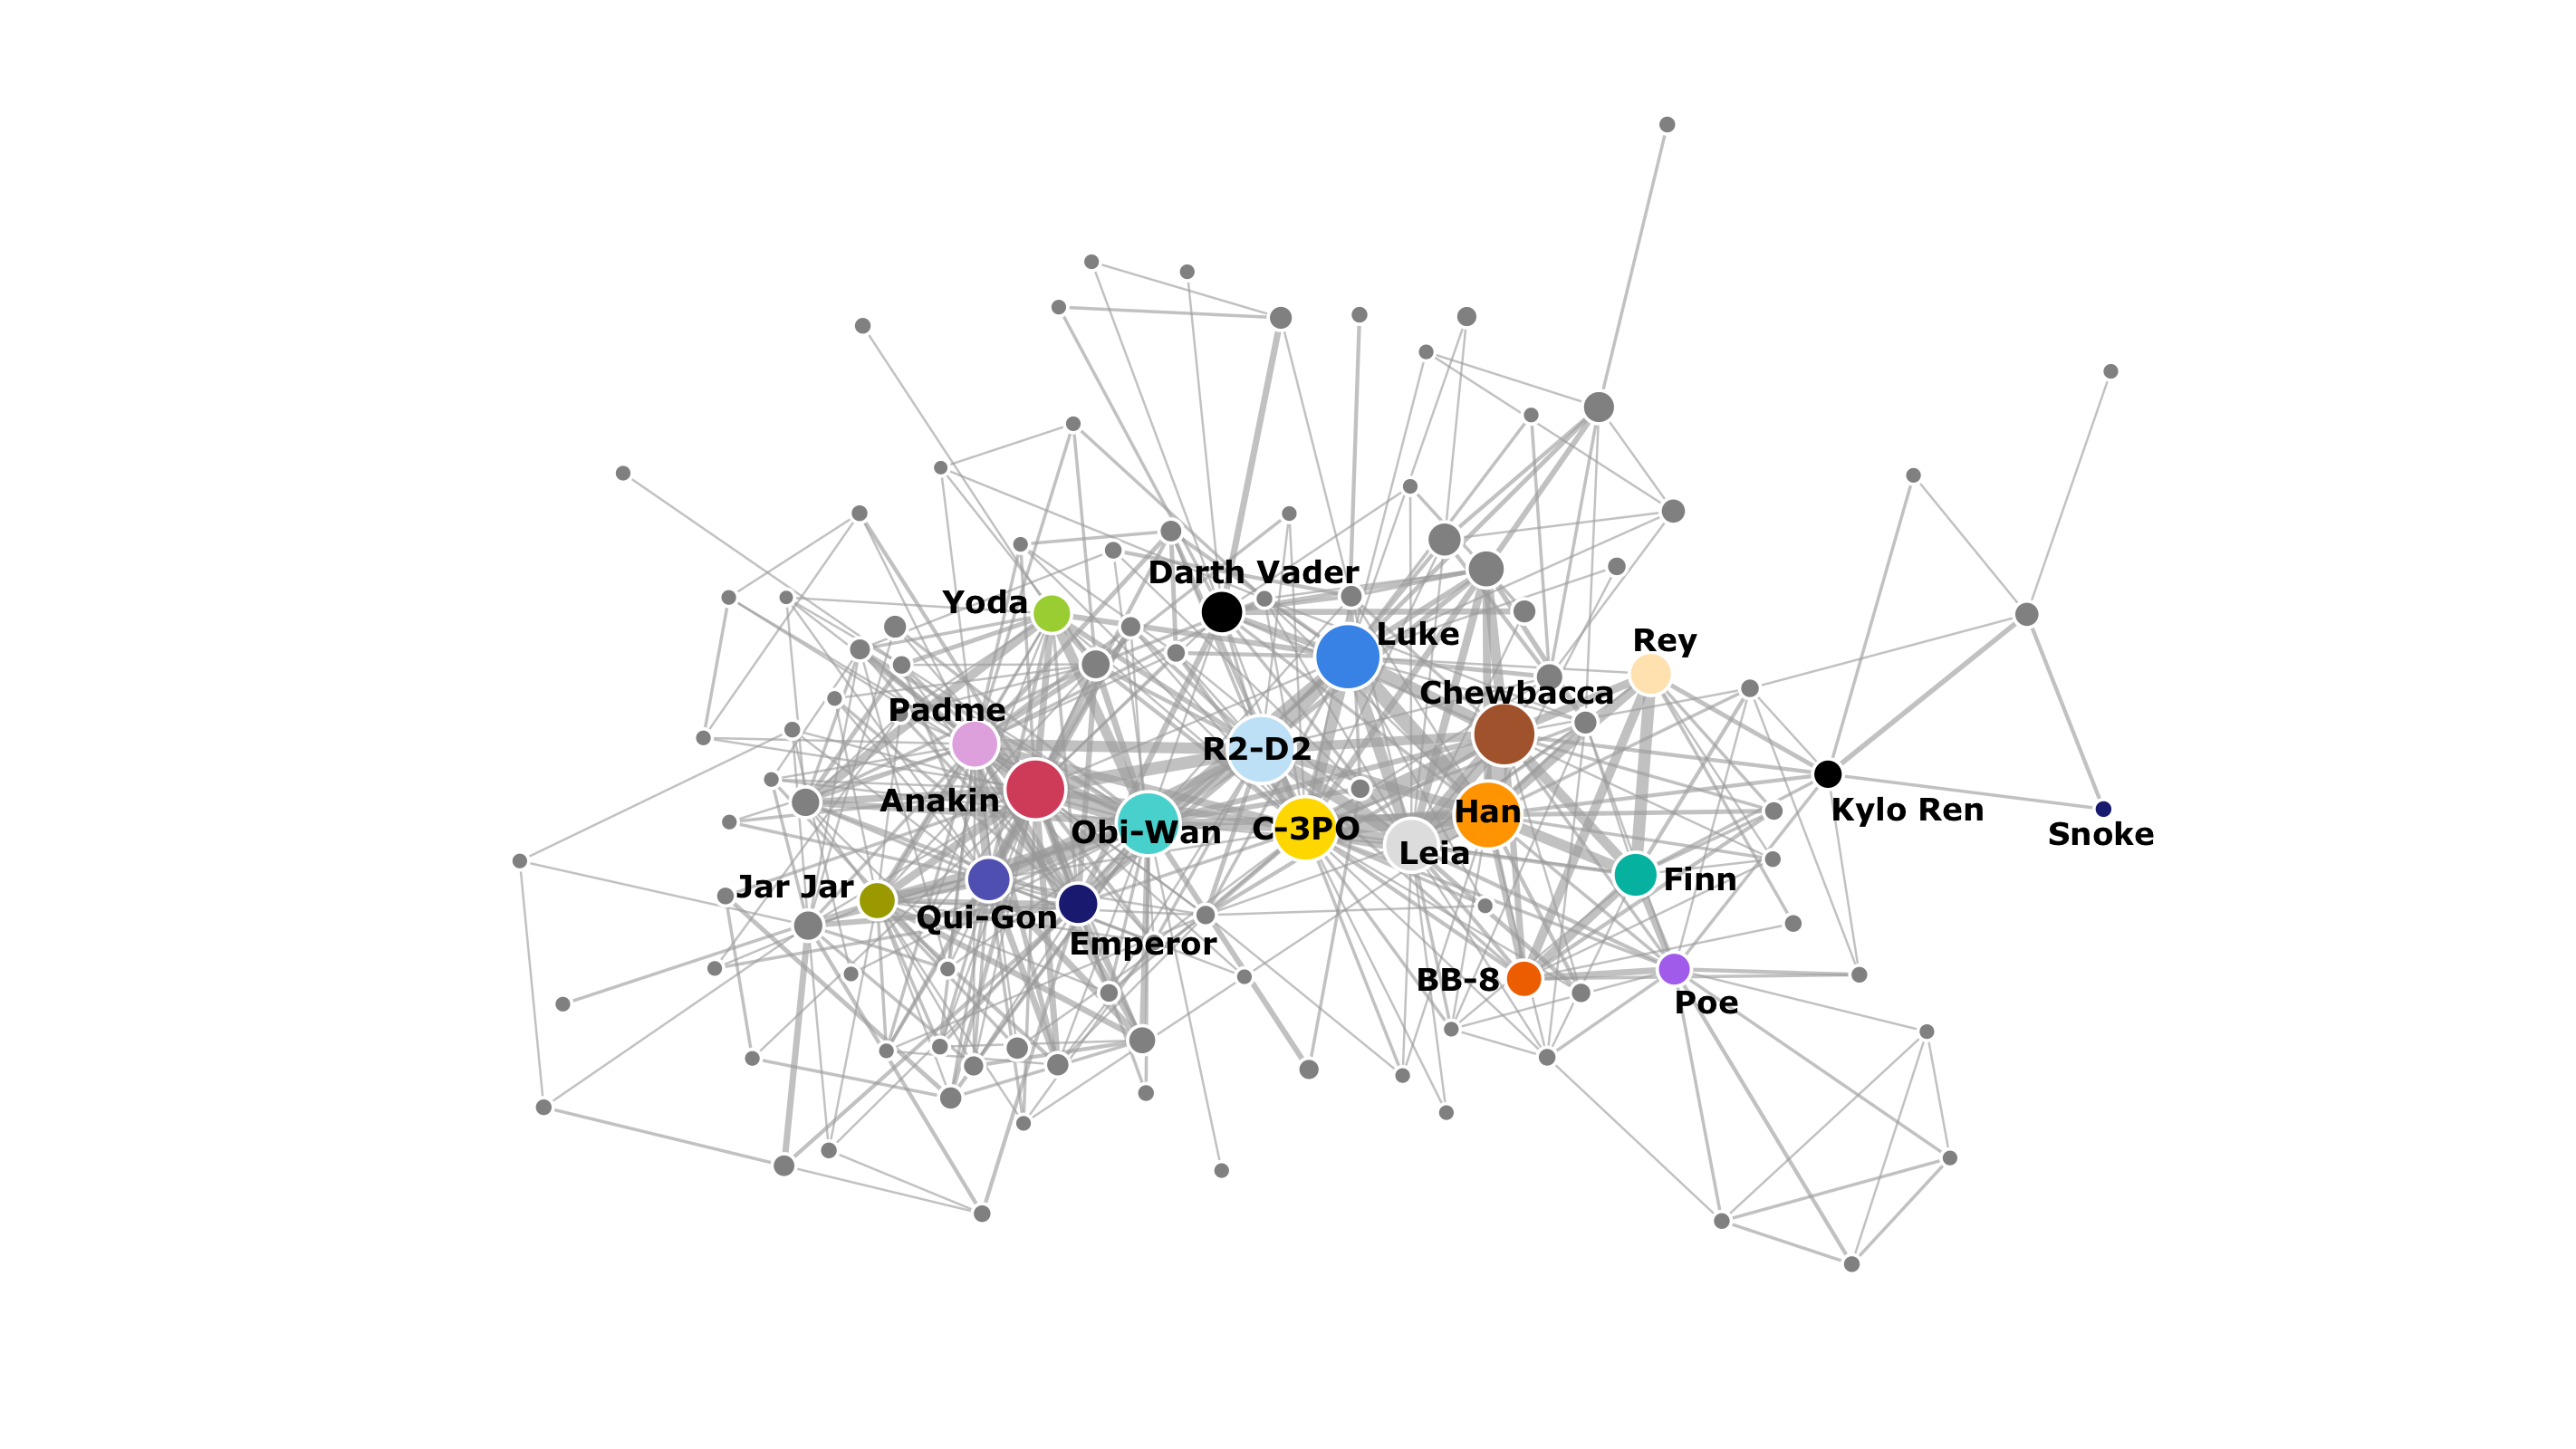 Darth Vader
Yoda
Luke
Rey
Chewbacca
Padme
R2-D2
Anakin
Obi-Wan
C-3PO
Han
Leia
Kylo Ren
Snoke
Jar Jar
Qui-Gon
Emperor
Finn
BB-8
Poe